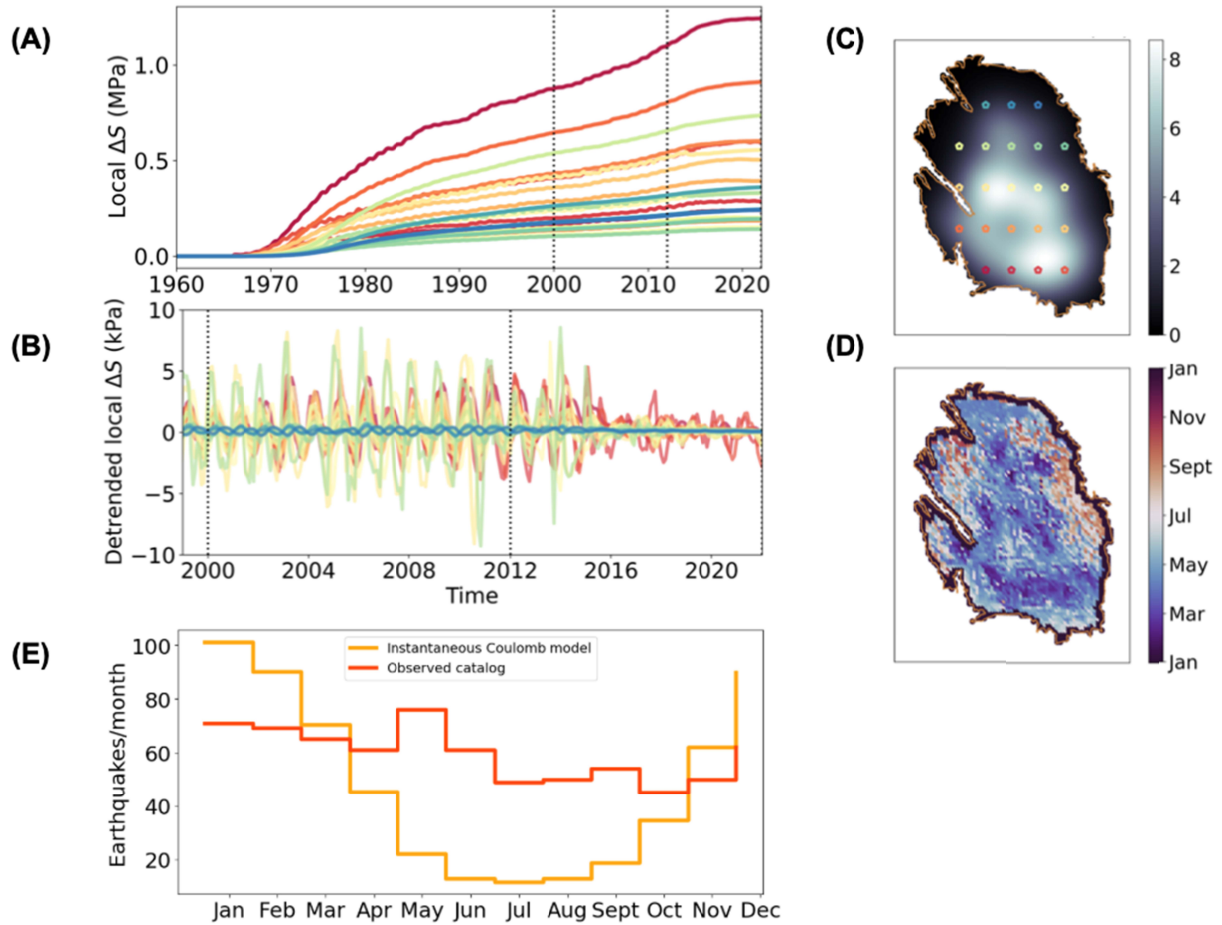 (A)
Local ΔS (MPa)
1.0
0.5
0.0
1960 1970 1980 1990 2000 2010 2020
(B)
Detrended local ΔS (kPa)
10
5
0
−5
−10
2000 2004 2008 2012 2016 2020
Time
(C)
8
6
4
2
0
(D)
Jan
Nov
Sept
Jul
May
Mar
Jan
(E)
Earthquakes/month
100
80
60
40
20
Instantaneous Coulomb model
Observed catalog
Jan Feb Mar Apr May Jun Jul Aug Sept Oct Nov Dec